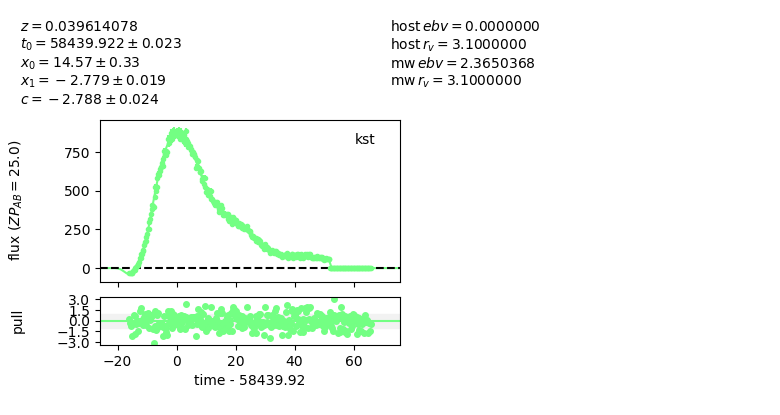 z = 0.039614078
t₀ = 58439.922 ± 0.023
x₀ = 14.57 ± 0.33
x₁ = −2.779 ± 0.019
c = −2.788 ± 0.024
host ebv = 0.0000000
host r_v = 3.1000000
mw ebv = 2.3650368
mw r_v = 3.1000000
kst
flux (ZP_AB = 25.0)
750
500
250
0
pull
3.0
1.5
0.0
−1.5
−3.0
−20 0 20 40 60
time - 58439.92